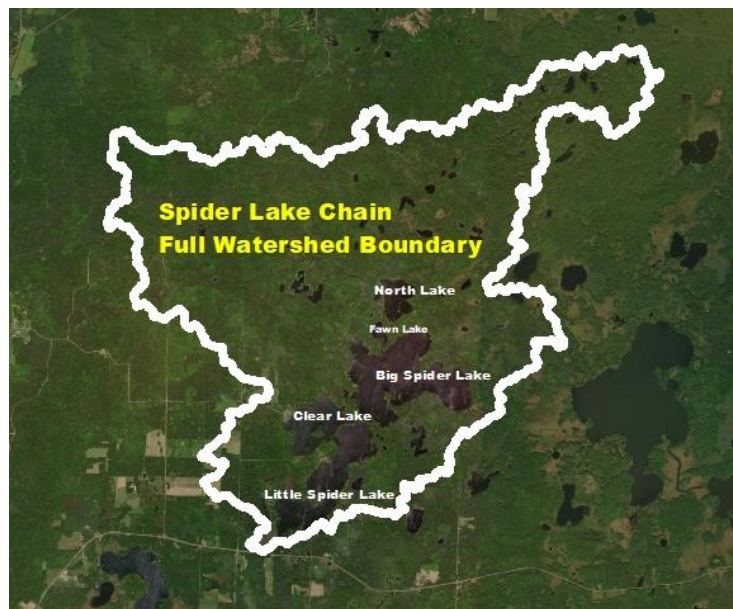 Spider Lake Chain
Full Watershed Boundary
North Lake
Fawn Lake
Big Spider Lake
Clear Lake
Little Spider Lake